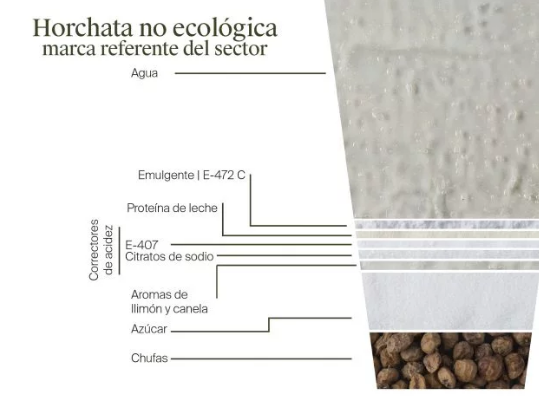 Horchata no ecológica
marca referente del sector
Agua
Emulgente | E-472 C
Proteína de leche
Correctores
de acidez
E-407
Citratos de sodio
Aromas de
llimón y canela
Azúcar
Chufas